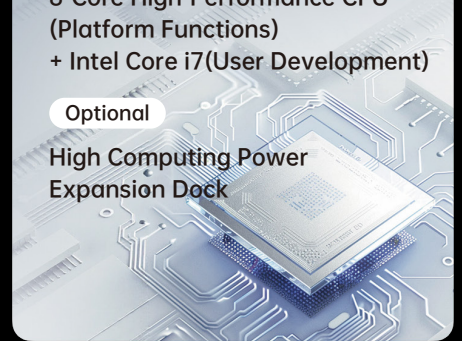 8-Core High-Performance CPU
(Platform Functions)
+ Intel Core i7(User Development)
Optional
High Computing Power
Expansion Dock